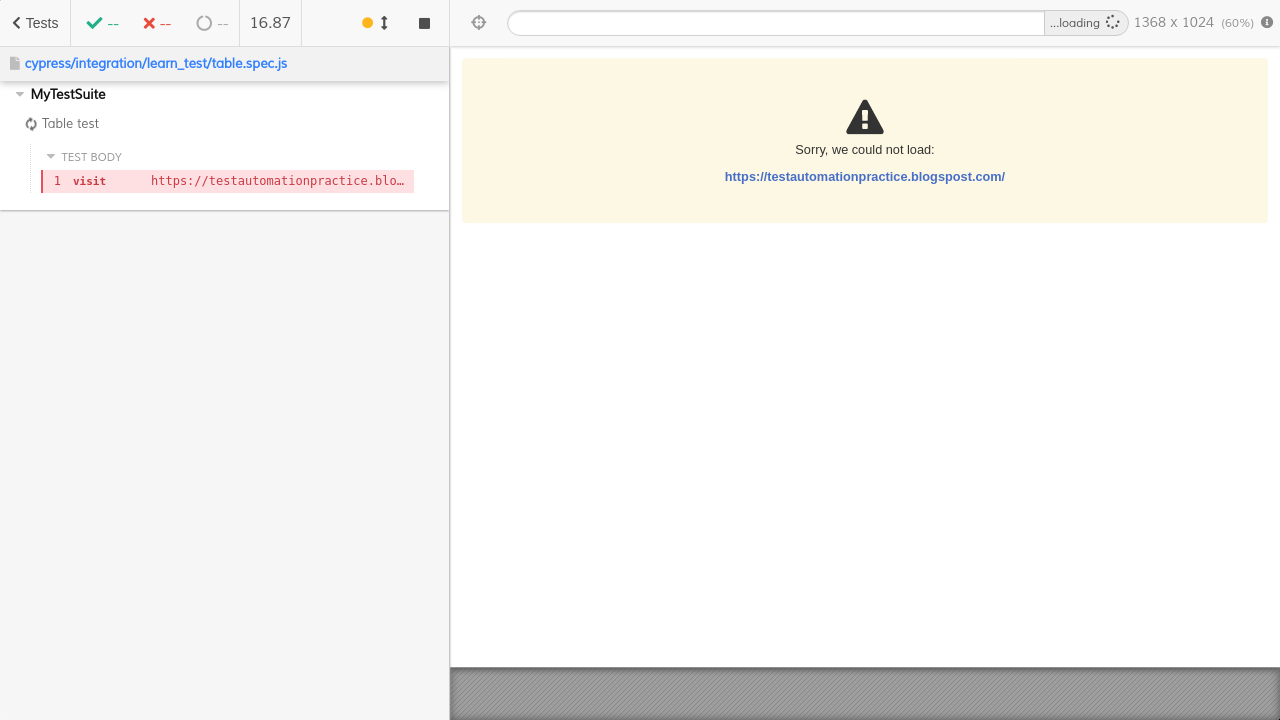 Tests -- -- -- 16.87
...loading 1368 x 1024 (60%)
cypress/integration/learn_test/table.spec.js
MyTestSuite
Table test
TEST BODY
1 visit https://testautomationpractice.blo…
Sorry, we could not load:
https://testautomationpractice.blogspost.com/